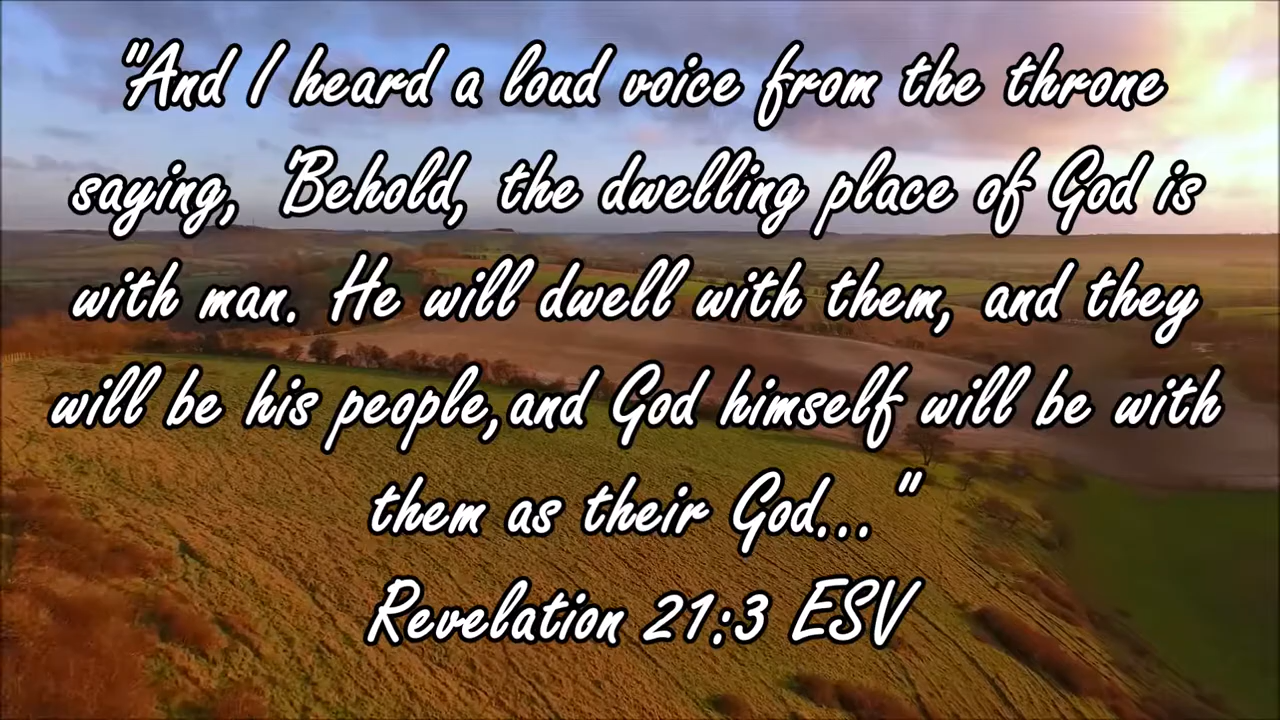 "And I heard a loud voice from the throne
saying, 'Behold, the dwelling place of God is
with man. He will dwell with them, and they
will be his people,and God himself will be with
them as their God... "
Revelation 21:3 ESV